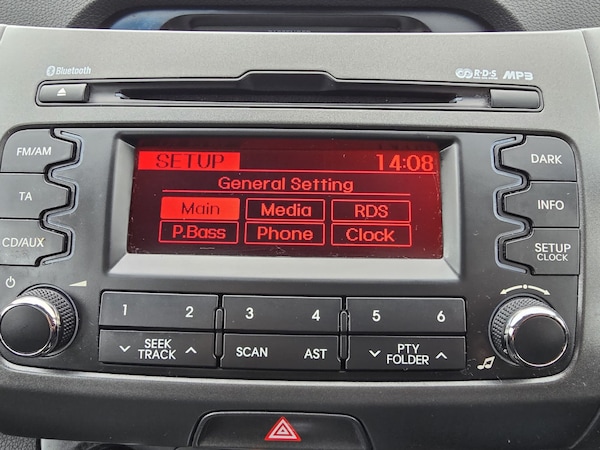 Bluetooth
R·D·S
MP3
FM/AM
TA
CD/AUX
SETUP 14:08
General Setting
Main Media RDS
P.Bass Phone Clock
DARK
INFO
SETUP
CLOCK
1 2 3 4 5 6
SEEK
TRACK
SCAN AST
PTY
FOLDER